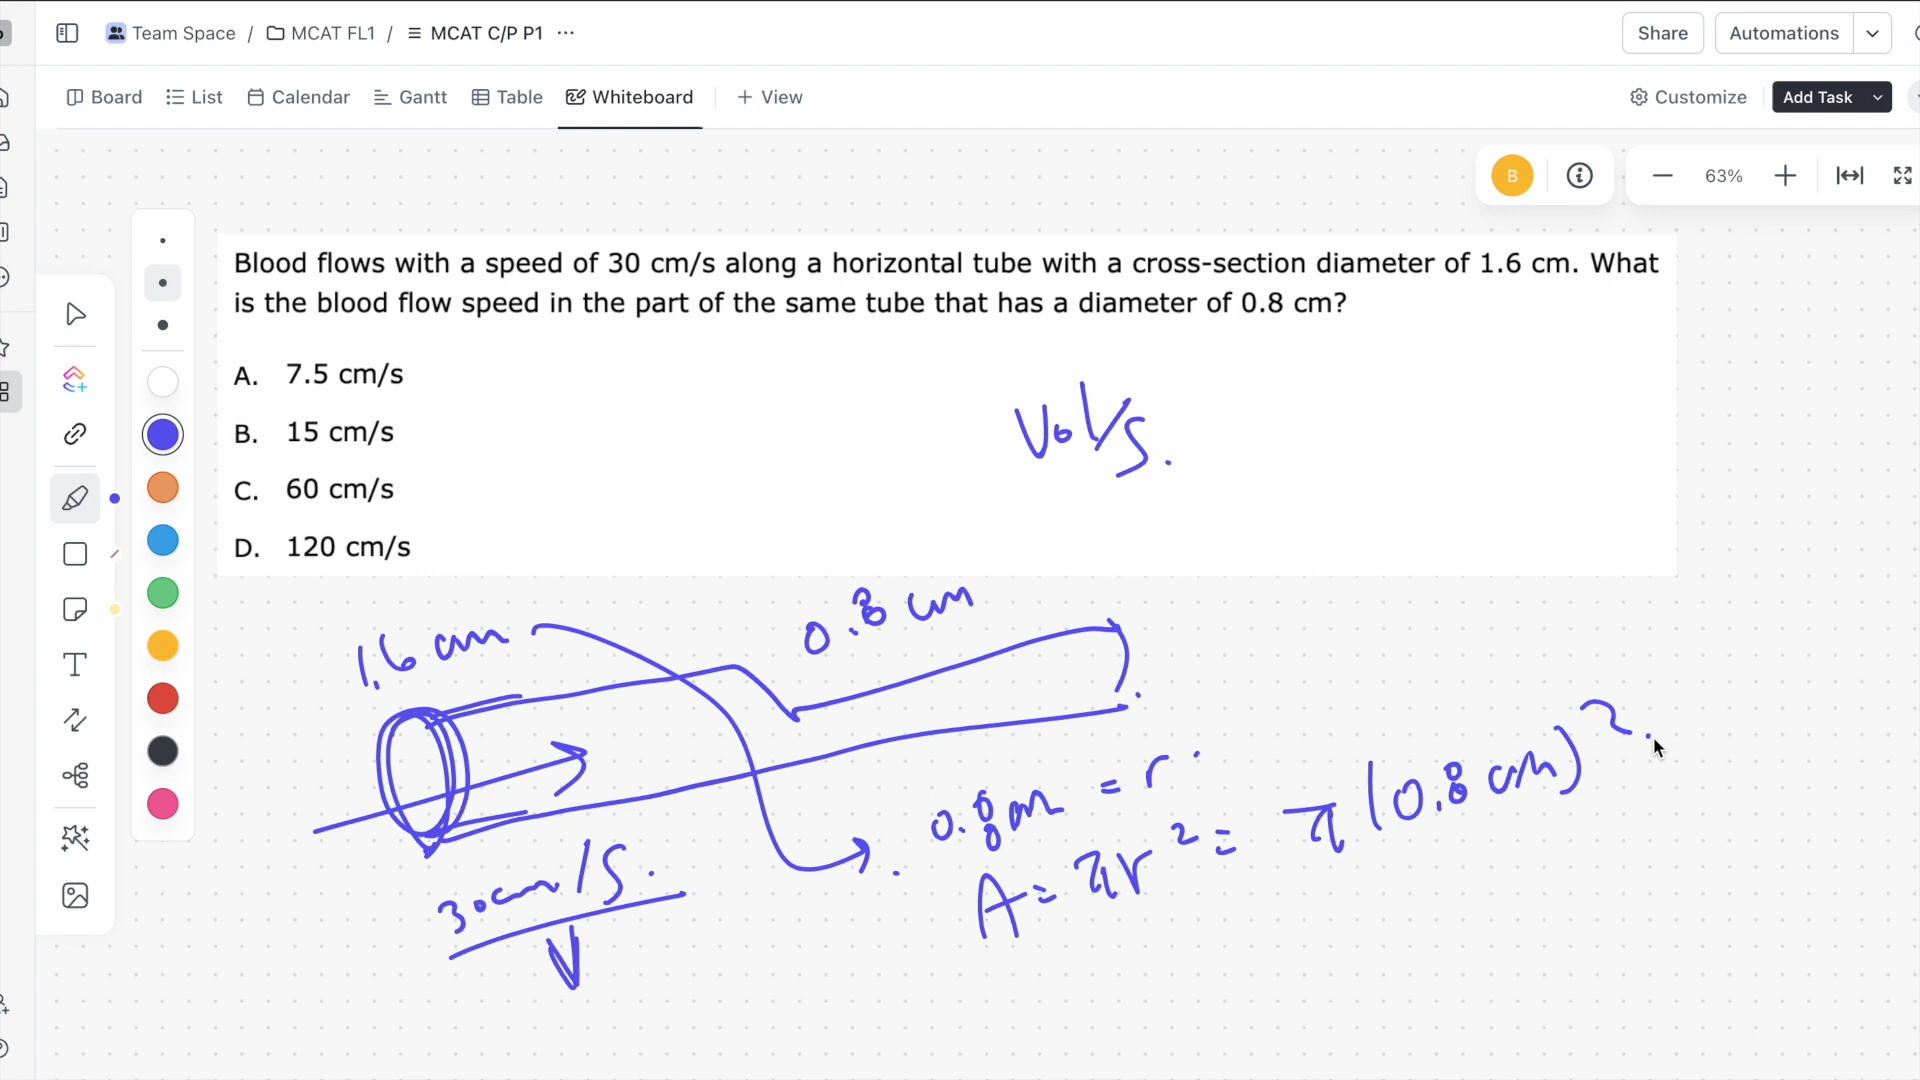 Team Space / MCAT FL1 / MCAT C/P P1 ...
Share
Automations
Board
List
Calendar
Gantt
Table
Whiteboard
+ View
Customize
Add Task
B
63%
Blood flows with a speed of 30 cm/s along a horizontal tube with a cross-section diameter of 1.6 cm. What
is the blood flow speed in the part of the same tube that has a diameter of 0.8 cm?
A. 7.5 cm/s
B. 15 cm/s
C. 60 cm/s
D. 120 cm/s
Vol/s.
1.6 cm
0.8 cm
30cm/s.
V
0.8cm = r
A = πr² = π(0.8 cm)².